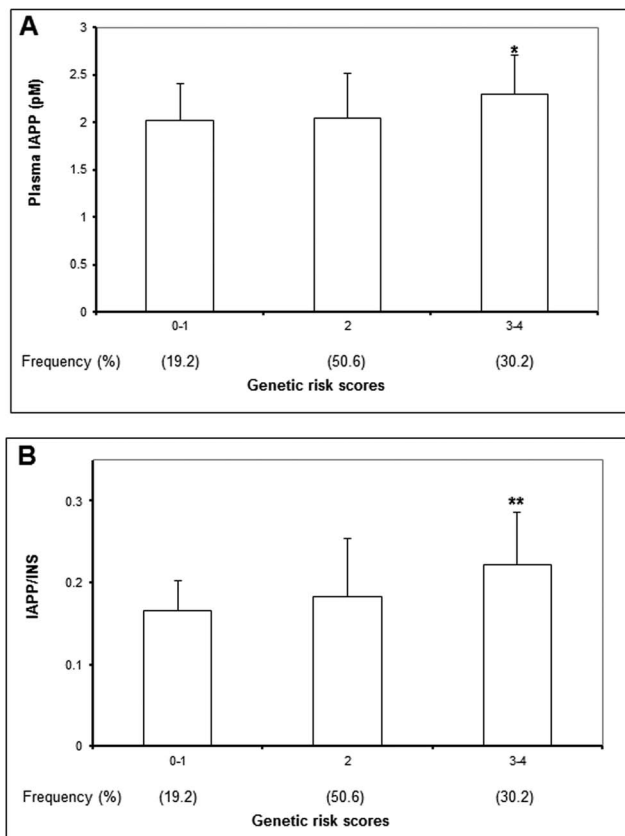 A
3
*
2.5
2
Plasma IAPP (pM)
1.5
1
0.5
0
0-1 2 3-4
Frequency (%) (19.2) (50.6) (30.2)
Genetic risk scores
B
**
0.3
IAPP/INS
0.2
0.1
0
0-1 2 3-4
Frequency (%) (19.2) (50.6) (30.2)
Genetic risk scores